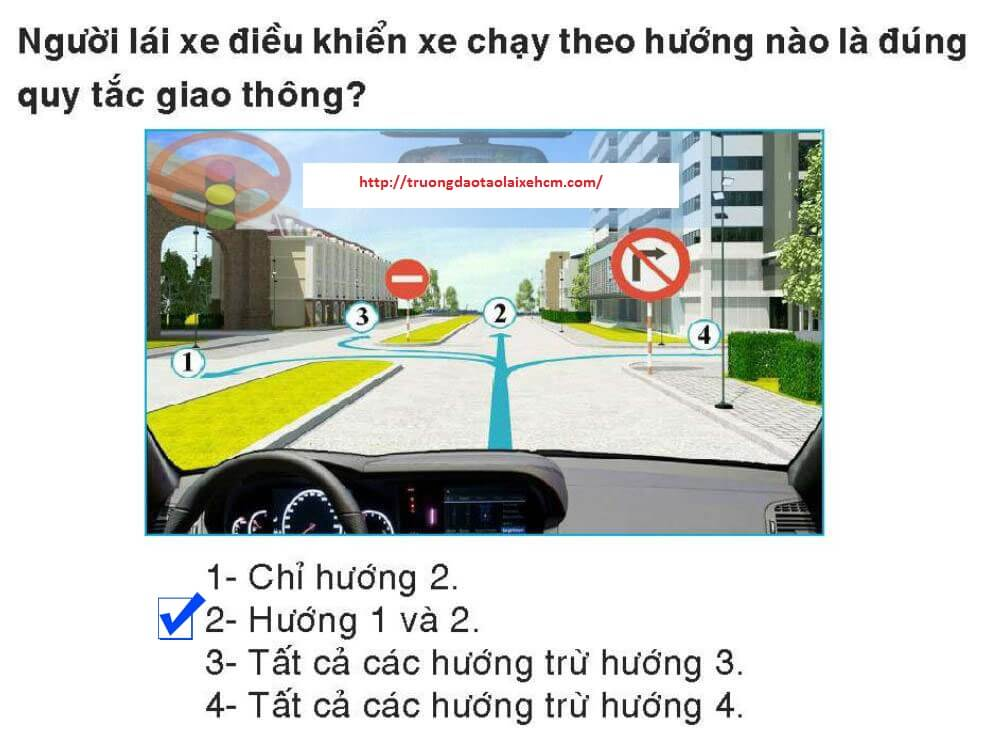 Người lái xe điều khiển xe chạy theo hướng nào là đúng
quy tắc giao thông?
http://truongdaotaolaixehcm.com/
3
2
1
4
1- Chỉ hướng 2.
2- Hướng 1 và 2.
3- Tất cả các hướng trừ hướng 3.
4- Tất cả các hướng trừ hướng 4.